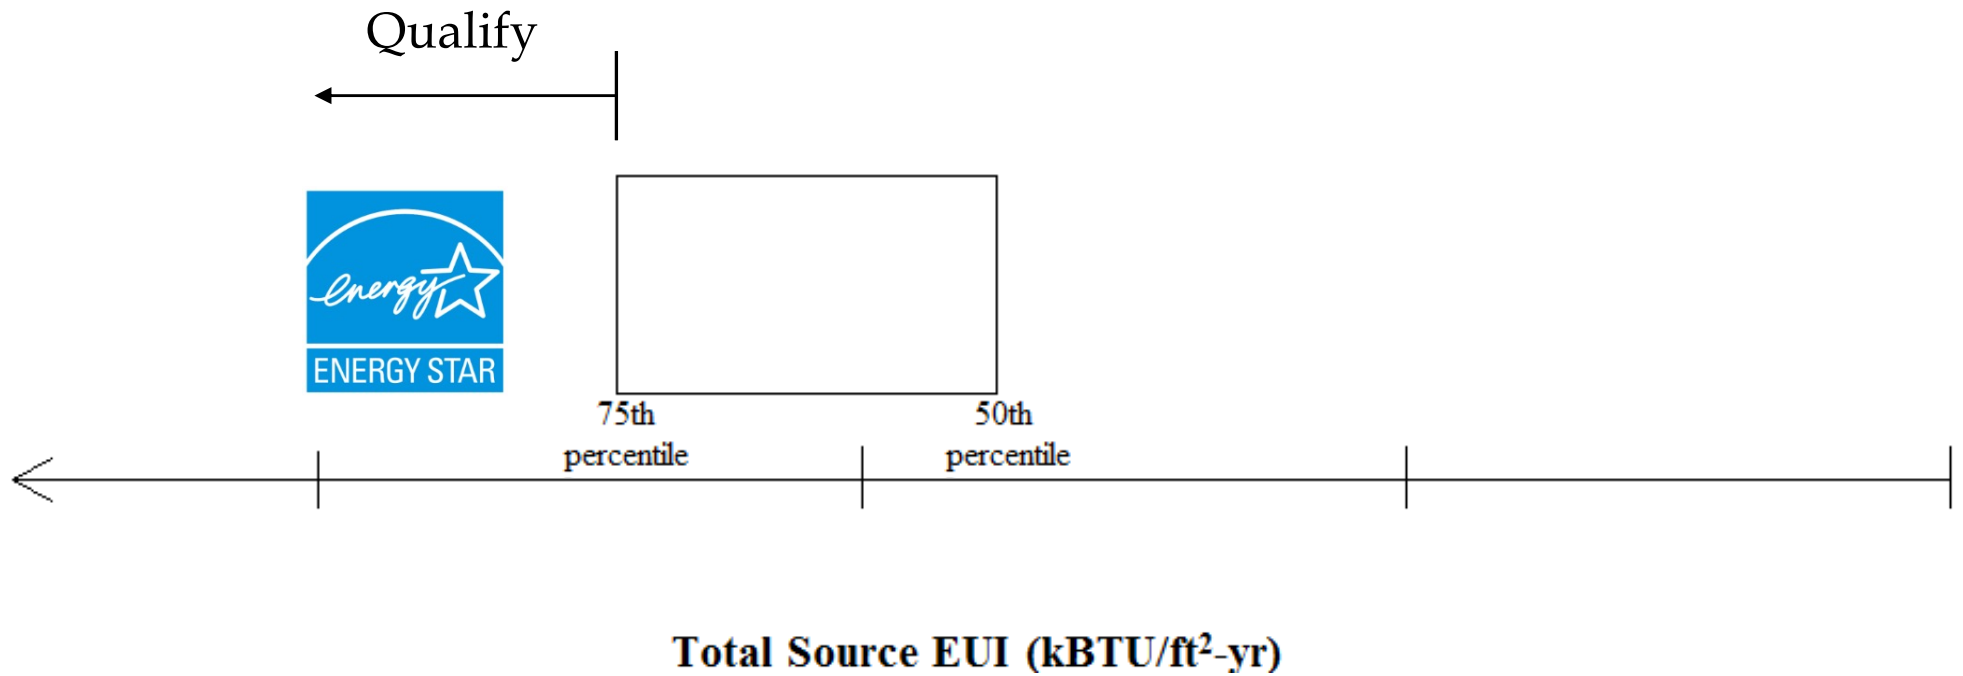 Qualify
energy
ENERGY STAR
75th
percentile
50th
percentile
Total Source EUI (kBTU/ft²-yr)